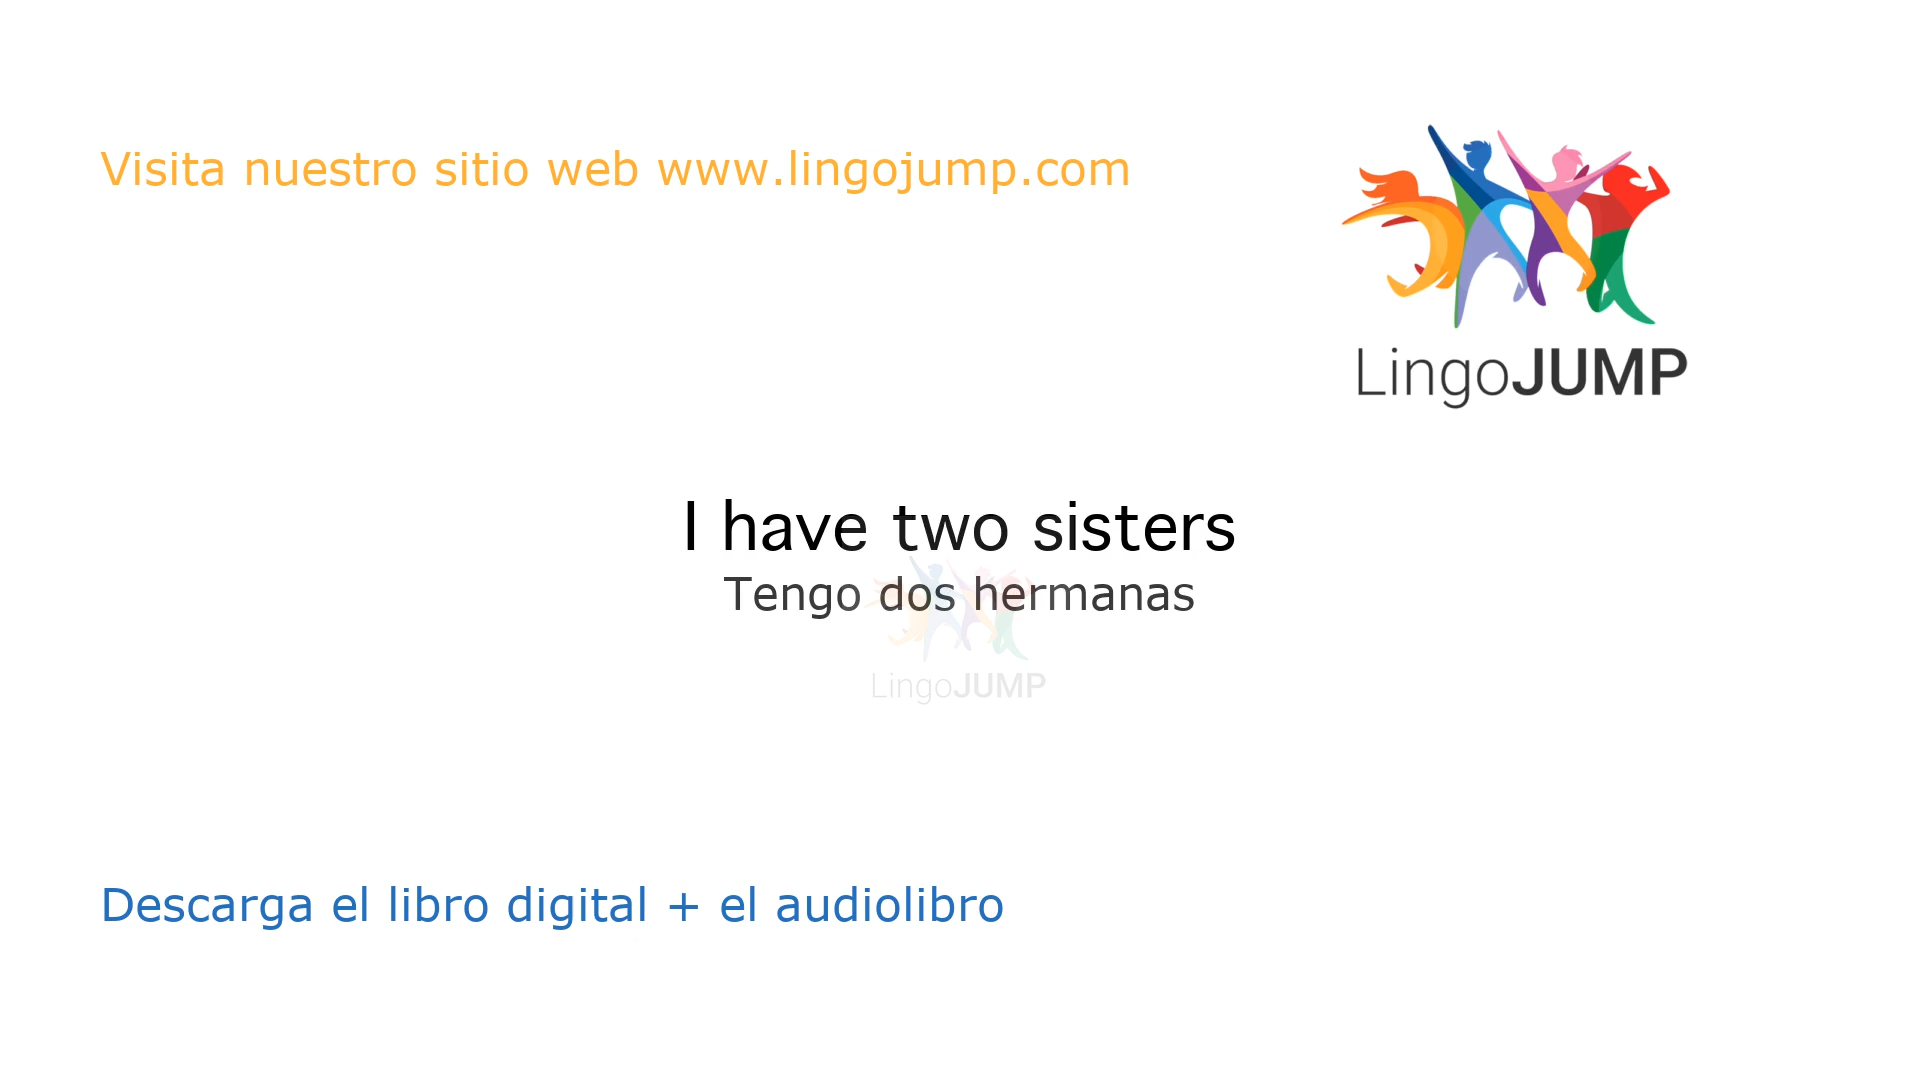 Visita nuestro sitio web www.lingojump.com
LingoJUMP
I have two sisters
Tengo dos hermanas
LingoJUMP
Descarga el libro digital + el audiolibro